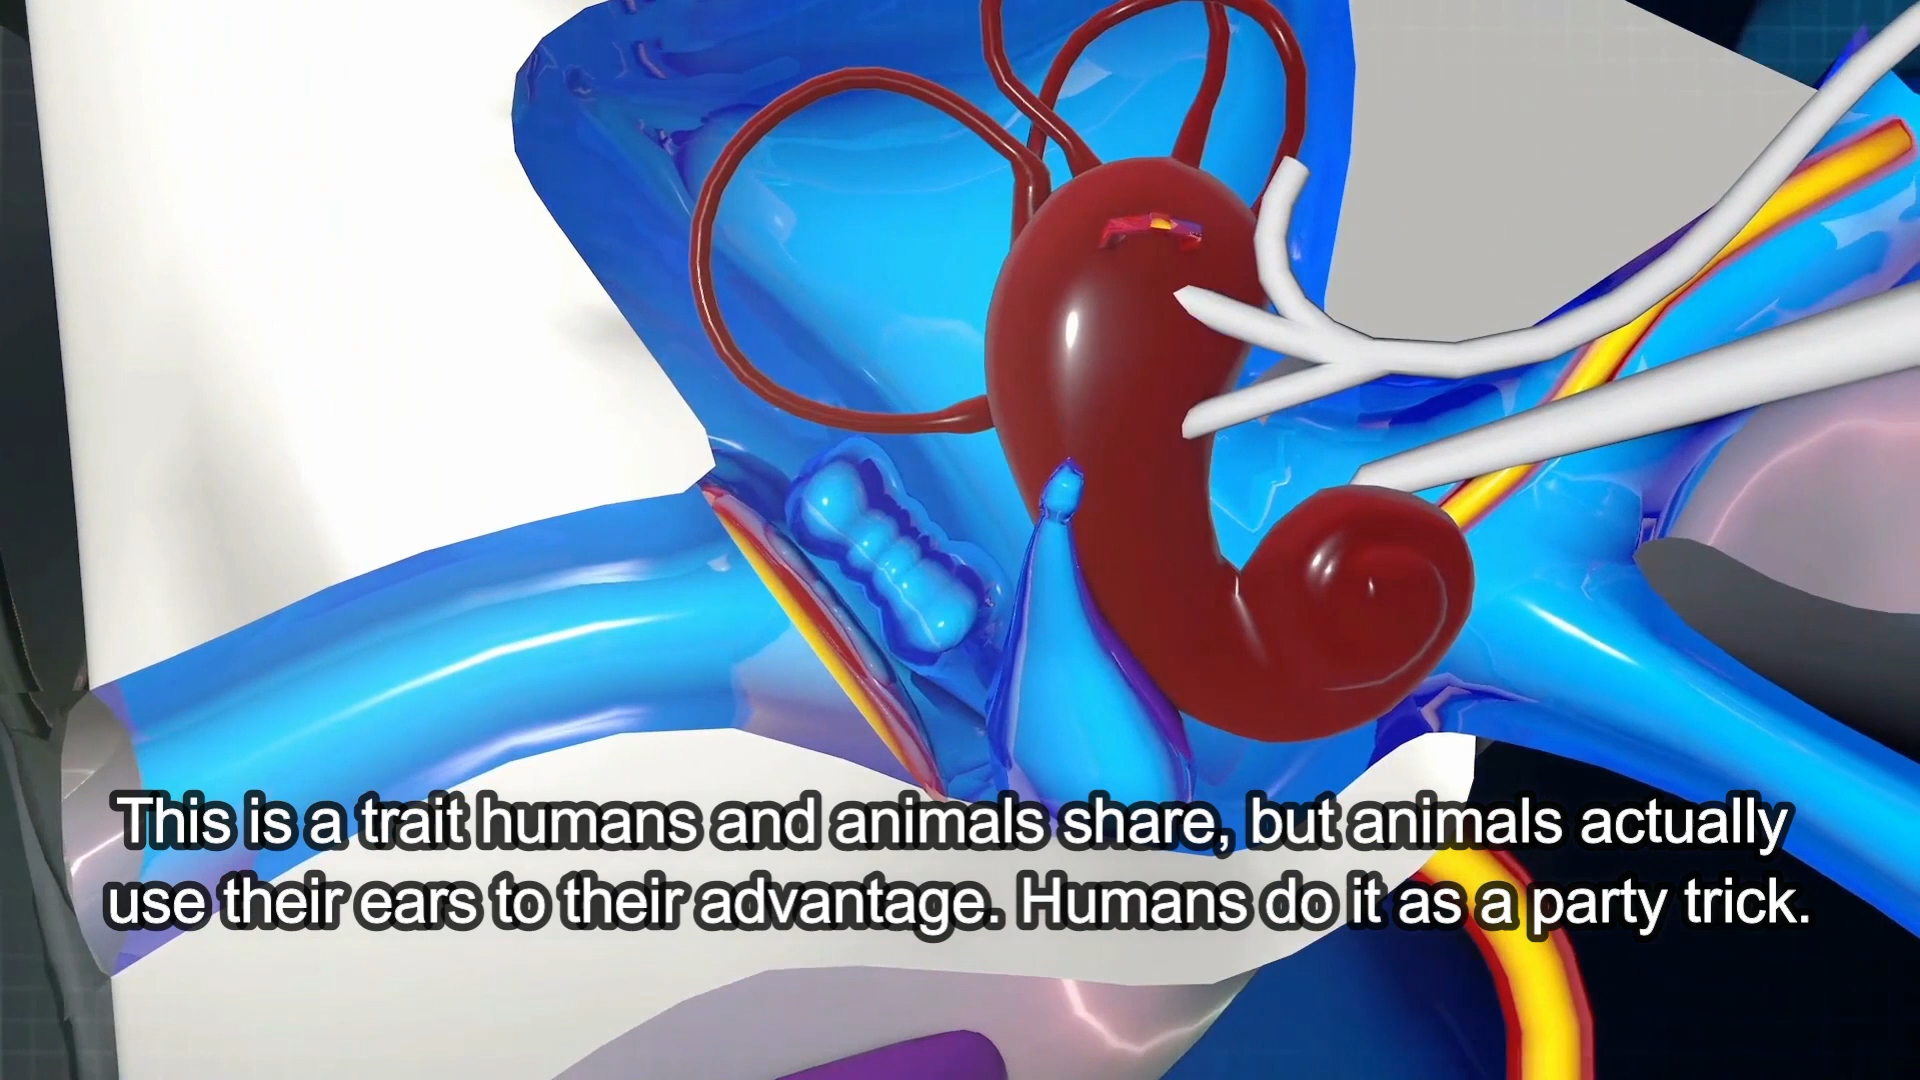 This is a trait humans and animals share, but animals actually
use their ears to their advantage. Humans do it as a party trick.